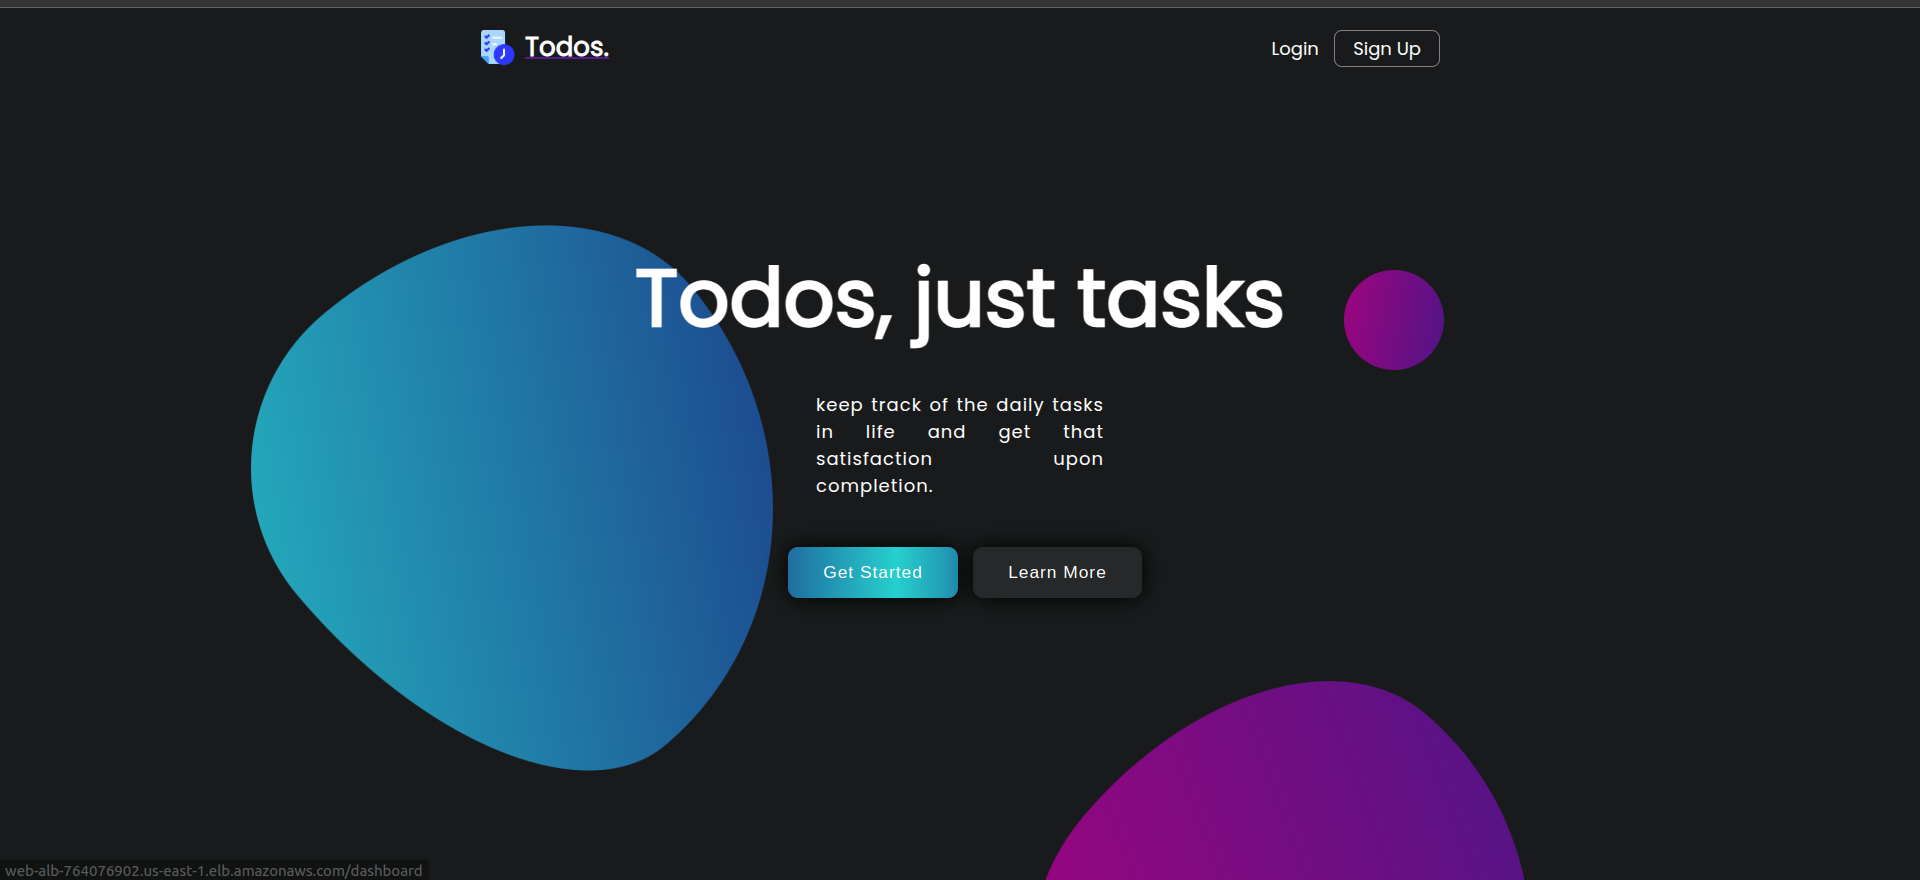 Todos.
Login
Sign Up
Todos, just tasks
keep track of the daily tasks
in life and get that
satisfaction upon
completion.
Get Started
Learn More
web-alb-764076902.us-east-1.elb.amazonaws.com/dashboard